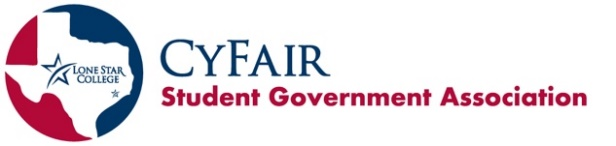 LONE STAR
COLLEGE
CYFAIR
Student Government Association